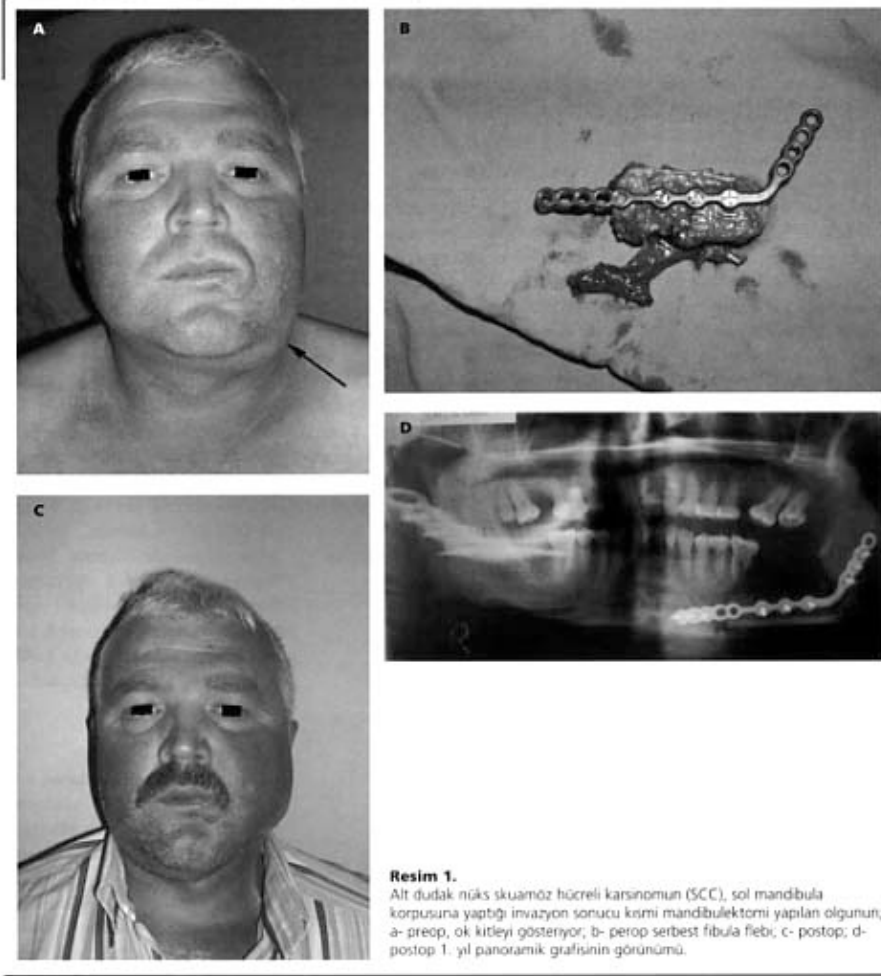 A
B
C
D
Resim 1.
Alt dudak nüks skuamöz hücreli karsinomun (SCC), sol mandibula
korpusuna yaptığı invazyon sonucu kısmi mandibulektomi yapılan olgunun;
a- preop, ok kitleyi gösteriyor; b- perop serbest fibula flebi; c- postop; d-
postop 1. yıl panoramik grafisinin görünümü.